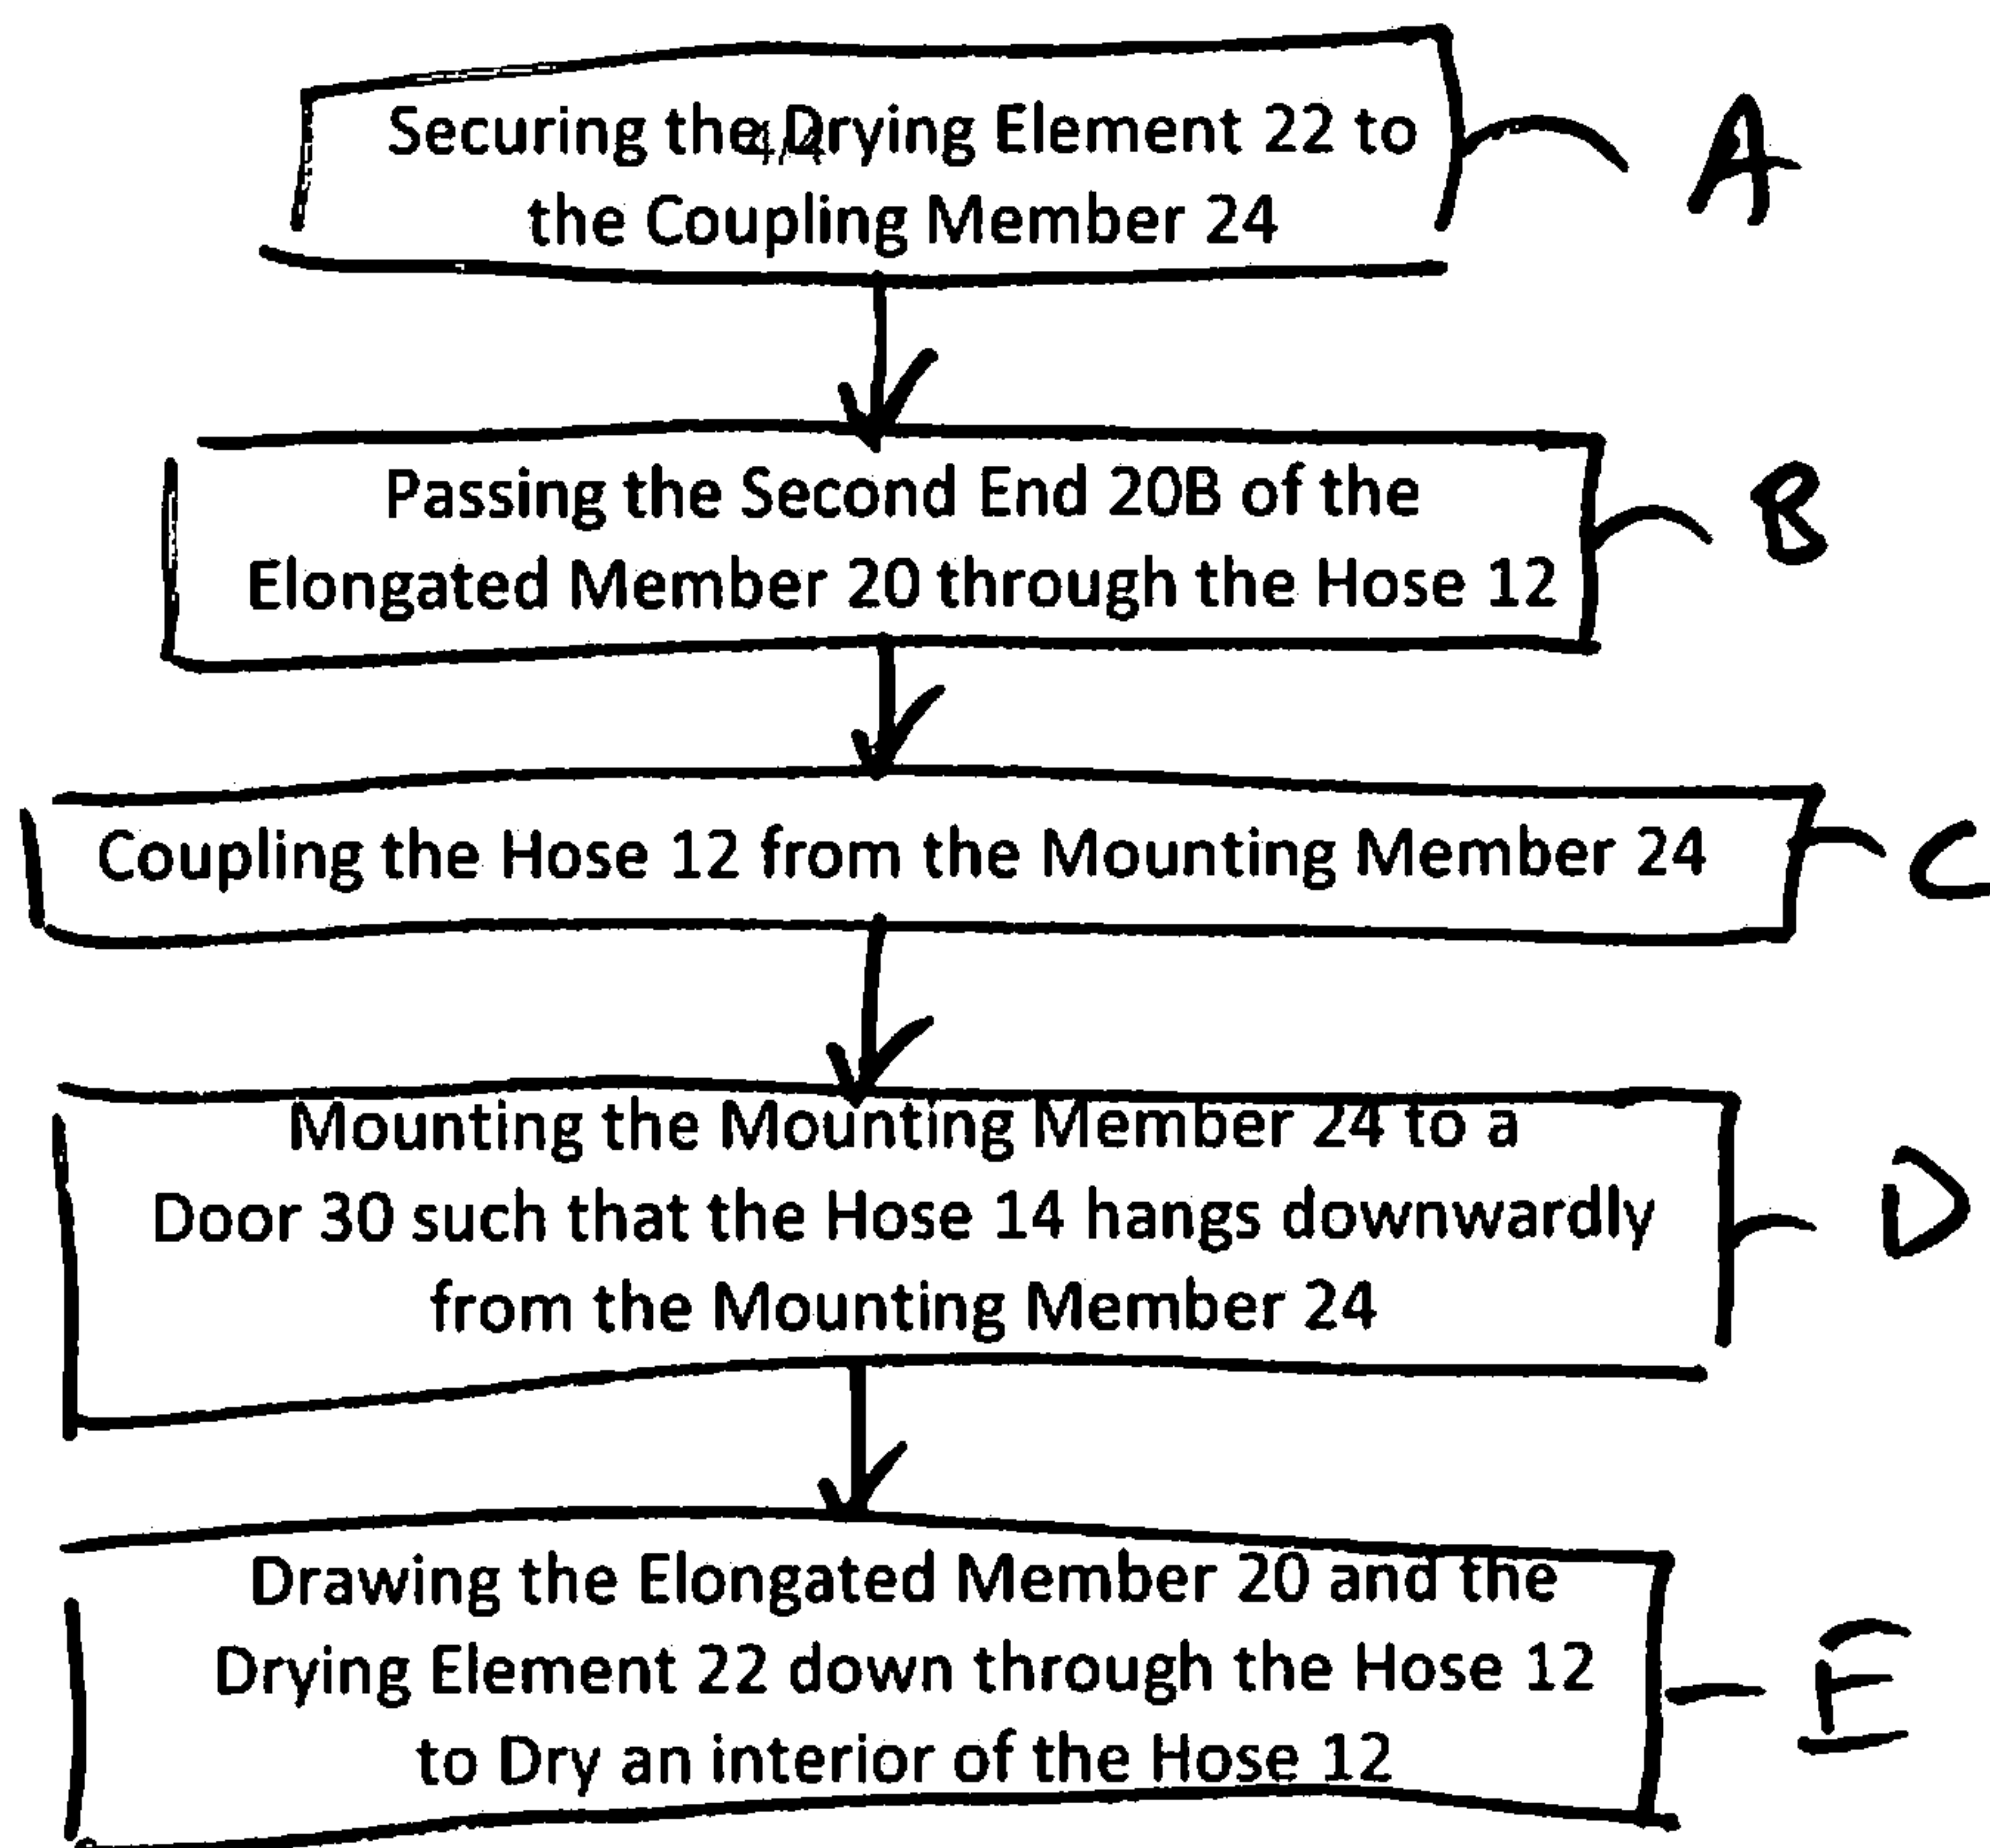 Securing the Drying Element 22 to
the Coupling Member 24
A
Passing the Second End 20B of the
Elongated Member 20 through the Hose 12
B
Coupling the Hose 12 from the Mounting Member 24
C
Mounting the Mounting Member 24 to a
Door 30 such that the Hose 14 hangs downwardly
from the Mounting Member 24
D
Drawing the Elongated Member 20 and the
Drying Element 22 down through the Hose 12
to Dry an interior of the Hose 12
E